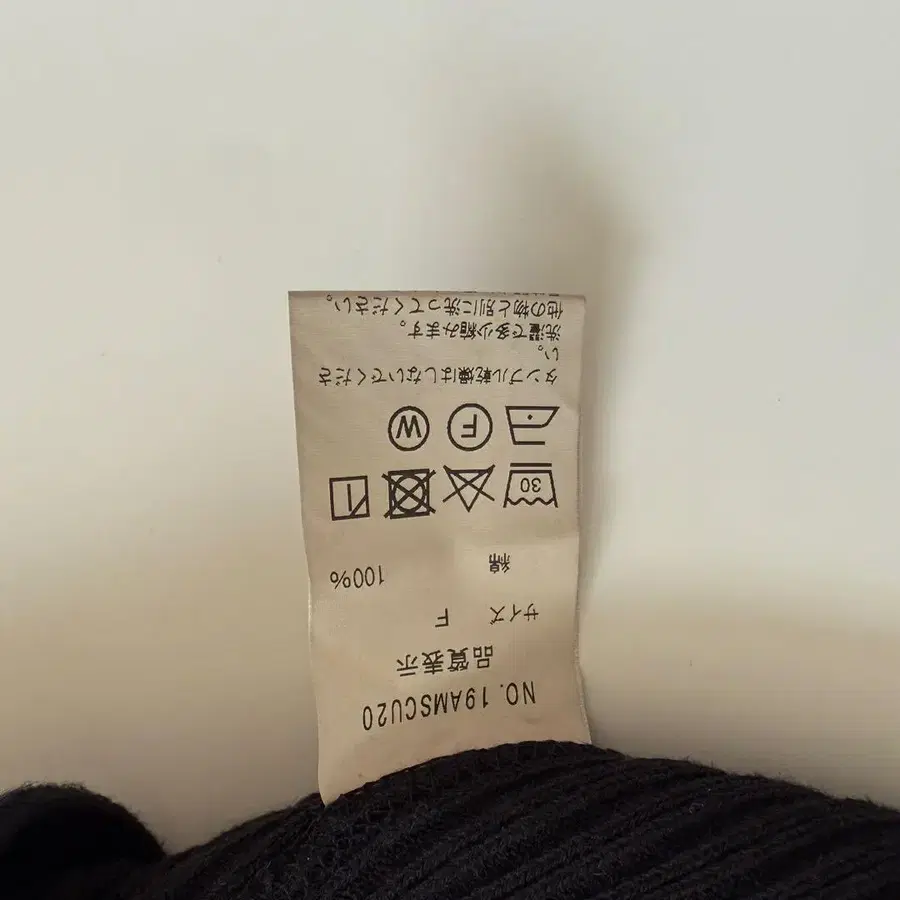 NO. 19AMSCU20
品質表示
サイズ F
綿 100%
30
F W
タンブル乾燥はしないでくださ
い。
洗濯で多少縮みます。
他の物と別に洗ってください。